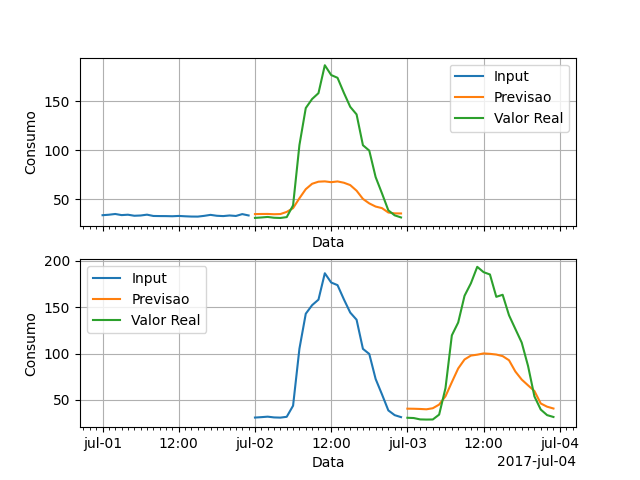 150
100
50
Consumo
Input
Previsao
Valor Real
Data
200
150
100
50
Consumo
Input
Previsao
Valor Real
jul-01 12:00 jul-02 12:00 jul-03 12:00 jul-04
Data
2017-jul-04